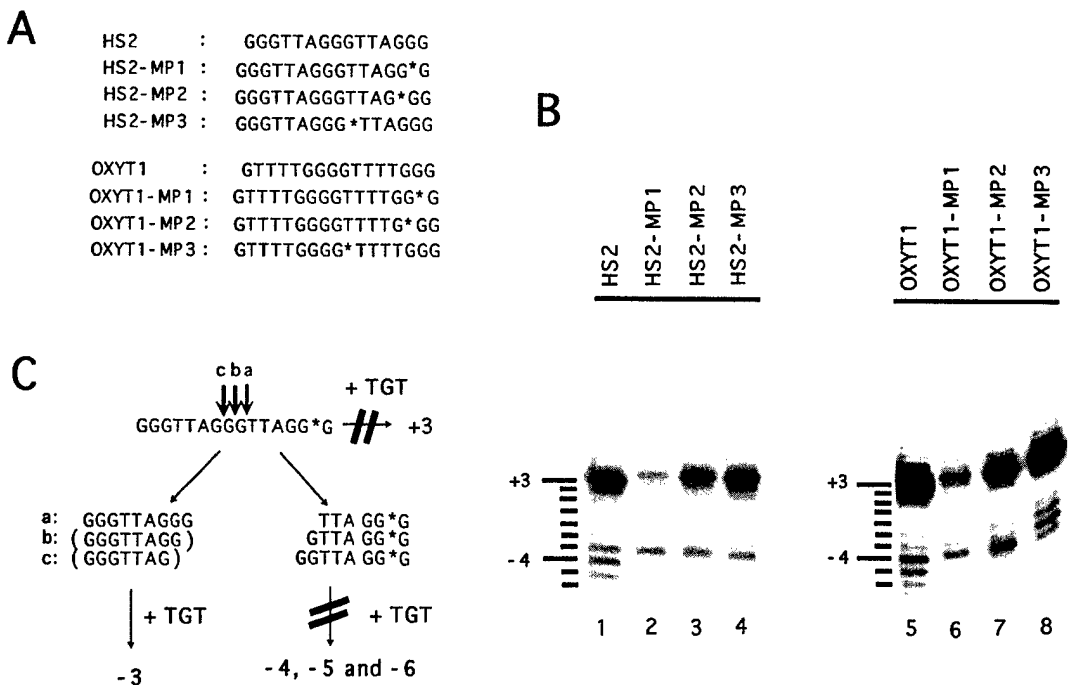 A
HS2 : GGGTTAGGGTTAGGG
HS2-MP1 : GGGTTAGGGTTAGG*G
HS2-MP2 : GGGTTAGGGTTAG*GG
HS2-MP3 : GGGTTAGGG*TTAGGG
OXYT1 : GTTTTGGGGTTTTGGG
OXYT1-MP1 : GTTTTGGGGTTTTGG*G
OXYT1-MP2 : GTTTTGGGGTTTTG*GG
OXYT1-MP3 : GTTTTGGGG*TTTTGGG
B
HS2
HS2-MP1
HS2-MP2
HS2-MP3
OXYT1
OXYT1-MP1
OXYT1-MP2
OXYT1-MP3
+3
-4
+3
-4
1 2 3 4 5 6 7 8
C
c b a
+ TGT
GGGTTAGGGTTAGG*G +3
a: GGGTTAGGG TTA GG*G
b: (GGGTTAGG) GTTA GG*G
c: (GGGTTAG) GGTTA GG*G
+ TGT + TGT
-3 -4, -5 and -6